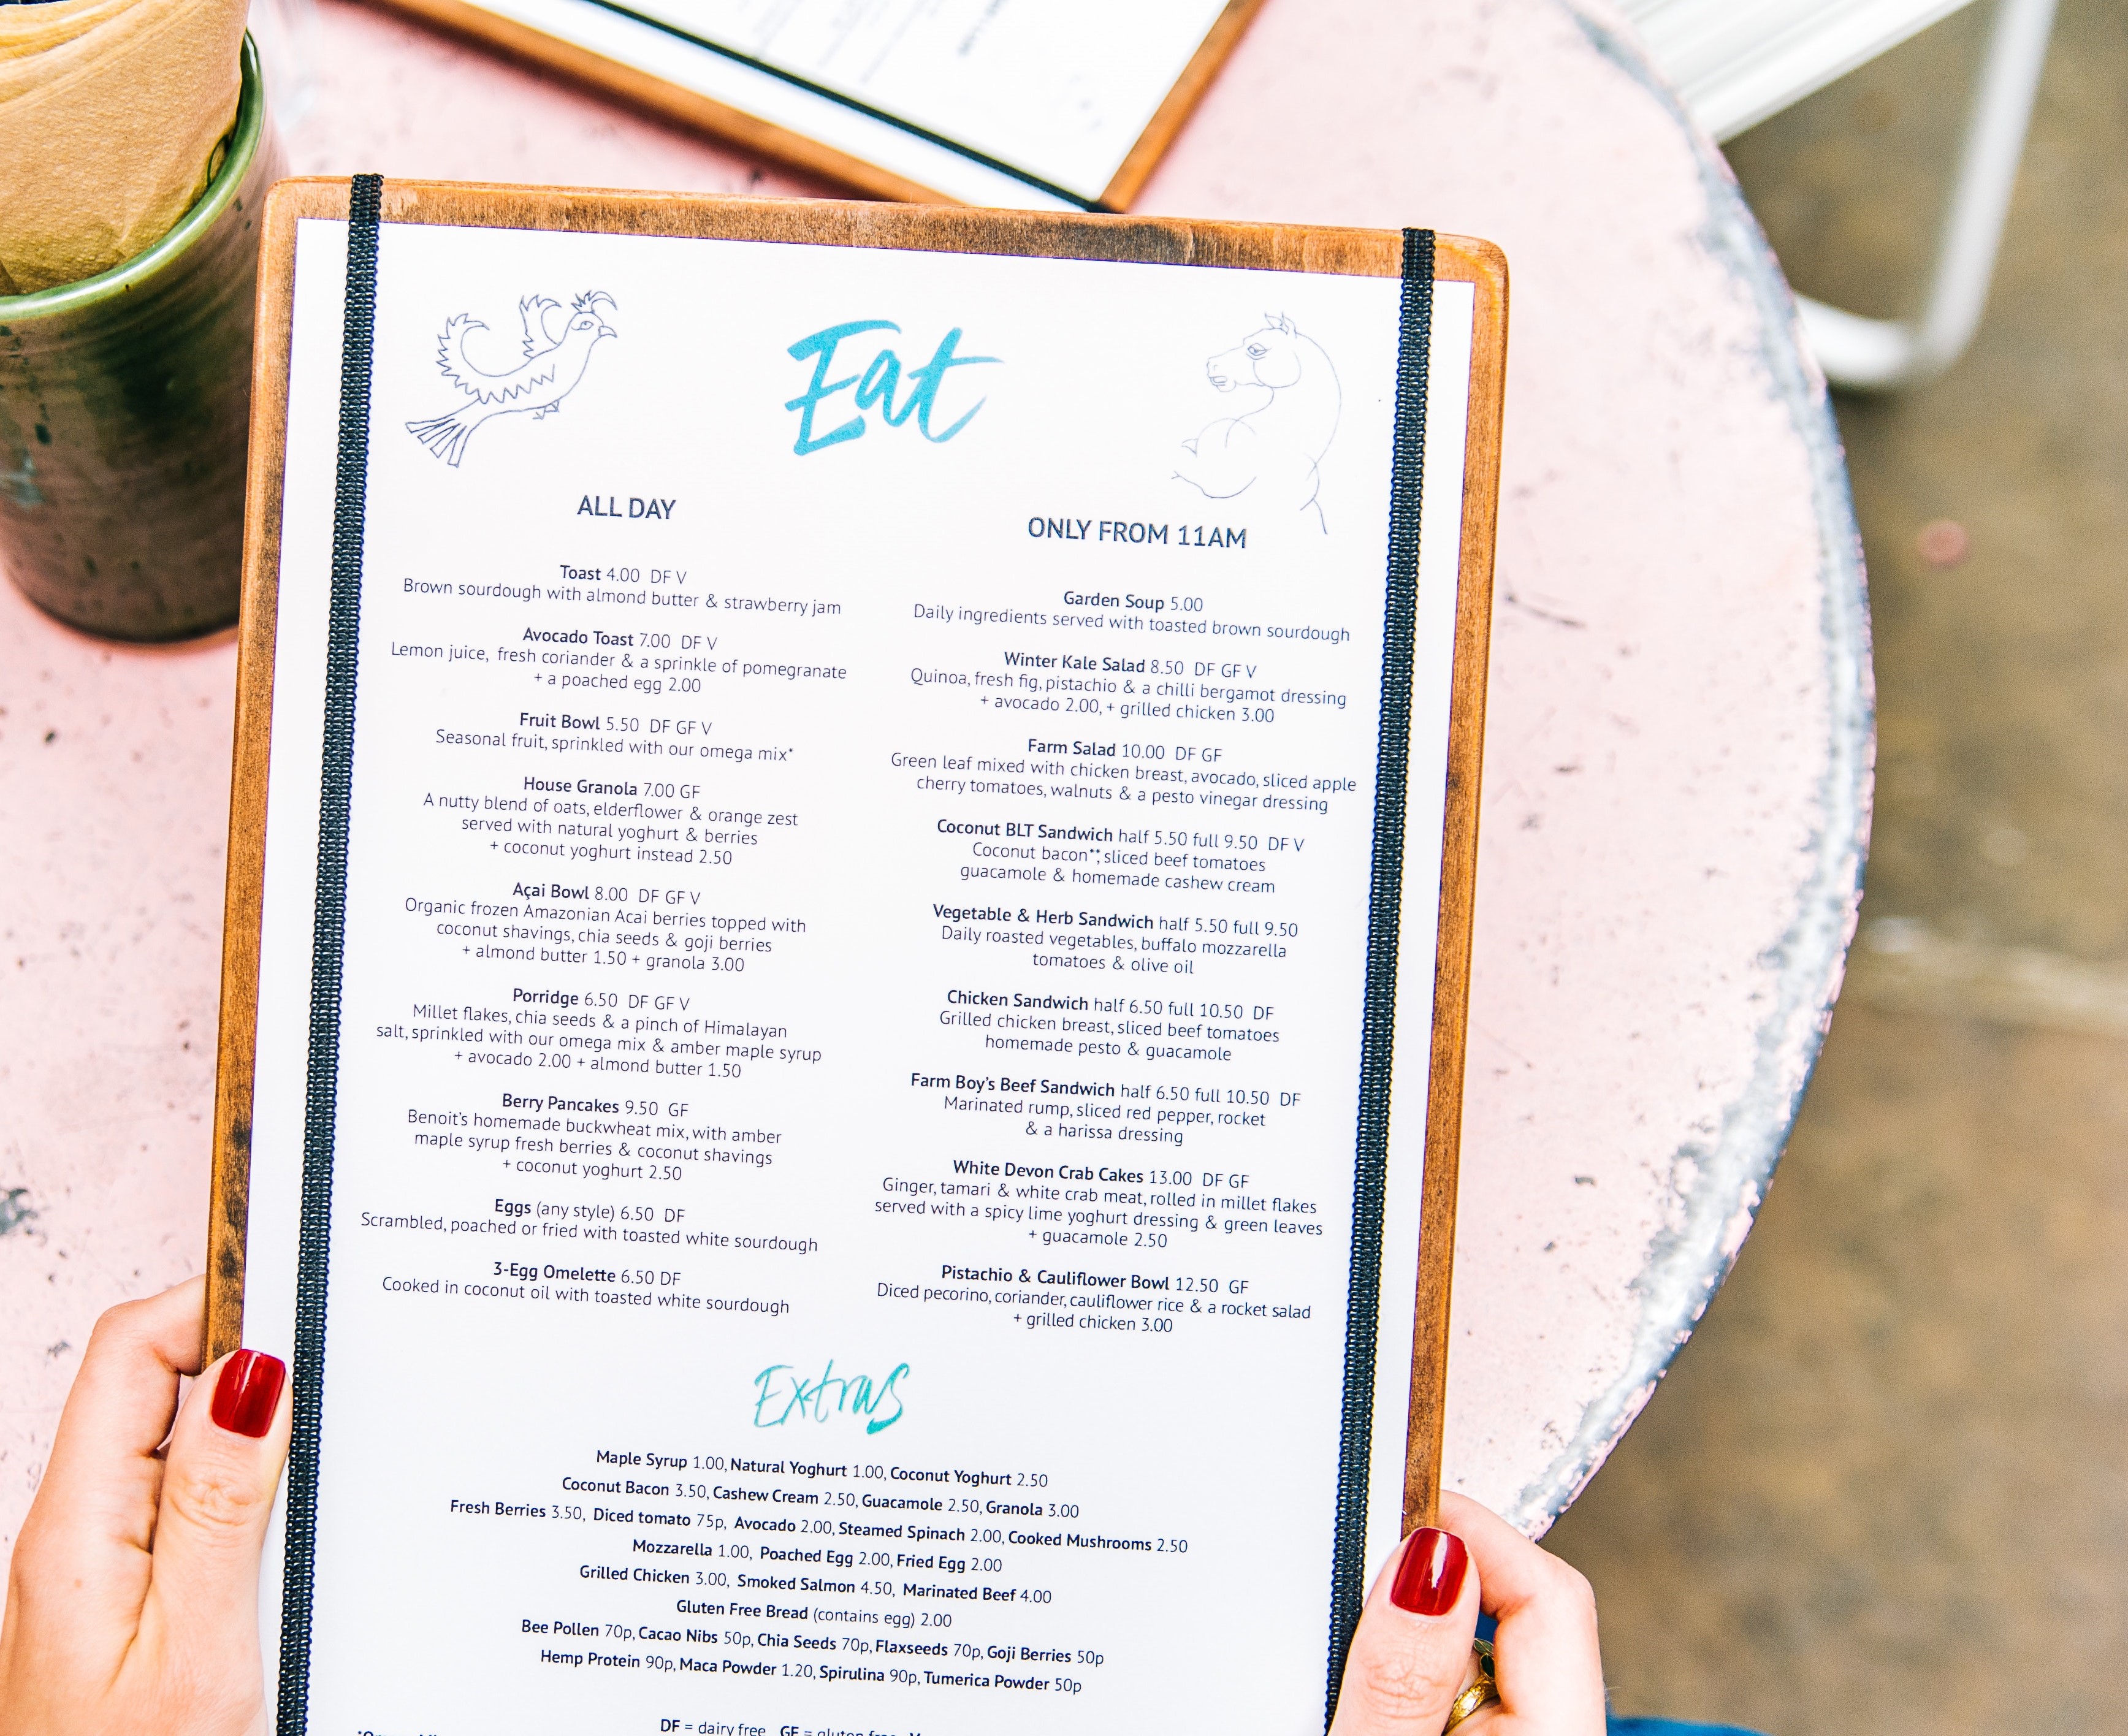 Eat
ALL DAY
Toast 4.00 DF V
Brown sourdough with almond butter & strawberry jam
Avocado Toast 7.00 DF V
Lemon juice, fresh coriander & a sprinkle of pomegranate
+ a poached egg 2.00
Fruit Bowl 5.50 DF GF V
Seasonal fruit, sprinkled with our omega mix*
House Granola 7.00 GF
A nutty blend of oats, elderflower & orange zest
served with natural yoghurt & berries
+ coconut yoghurt instead 2.50
Açai Bowl 8.00 DF GF V
Organic frozen Amazonian Acai berries topped with
coconut shavings, chia seeds & goji berries
+ almond butter 1.50 + granola 3.00
Porridge 6.50 DF GF V
Millet flakes, chia seeds & a pinch of Himalayan
salt, sprinkled with our omega mix & amber maple syrup
+ avocado 2.00 + almond butter 1.50
Berry Pancakes 9.50 GF
Benoit's homemade buckwheat mix, with amber
maple syrup fresh berries & coconut shavings
+ coconut yoghurt 2.50
Eggs (any style) 6.50 DF
Scrambled, poached or fried with toasted white sourdough
3-Egg Omelette 6.50 DF
Cooked in coconut oil with toasted white sourdough
ONLY FROM 11AM
Garden Soup 5.00
Daily ingredients served with toasted brown sourdough
Winter Kale Salad 8.50 DF GF V
Quinoa, fresh fig, pistachio & a chilli bergamot dressing
+ avocado 2.00, + grilled chicken 3.00
Farm Salad 10.00 DF GF
Green leaf mixed with chicken breast, avocado, sliced apple
cherry tomatoes, walnuts & a pesto vinegar dressing
Coconut BLT Sandwich half 5.50 full 9.50 DF V
Coconut bacon**, sliced beef tomatoes
guacamole & homemade cashew cream
Vegetable & Herb Sandwich half 5.50 full 9.50
Daily roasted vegetables, buffalo mozzarella
tomatoes & olive oil
Chicken Sandwich half 6.50 full 10.50 DF
Grilled chicken breast, sliced beef tomatoes
homemade pesto & guacamole
Farm Boy's Beef Sandwich half 6.50 full 10.50 DF
Marinated rump, sliced red pepper, rocket
& a harissa dressing
White Devon Crab Cakes 13.00 DF GF
Ginger, tamari & white crab meat, rolled in millet flakes
served with a spicy lime yoghurt dressing & green leaves
+ guacamole 2.50
Pistachio & Cauliflower Bowl 12.50 GF
Diced pecorino, coriander, cauliflower rice & a rocket salad
+ grilled chicken 3.00
Extras
Maple Syrup 1.00, Natural Yoghurt 1.00, Coconut Yoghurt 2.50
Coconut Bacon 3.50, Cashew Cream 2.50, Guacamole 2.50, Granola 3.00
Fresh Berries 3.50, Diced tomato 75p, Avocado 2.00, Steamed Spinach 2.00, Cooked Mushrooms 2.50
Mozzarella 1.00, Poached Egg 2.00, Fried Egg 2.00
Grilled Chicken 3.00, Smoked Salmon 4.50, Marinated Beef 4.00
Gluten Free Bread (contains egg) 2.00
Bee Pollen 70p, Cacao Nibs 50p, Chia Seeds 70p, Flaxseeds 70p, Goji Berries 50p
Hemp Protein 90p, Maca Powder 1.20, Spirulina 90p, Tumerica Powder 50p
DF = dairy free GF = gluten free